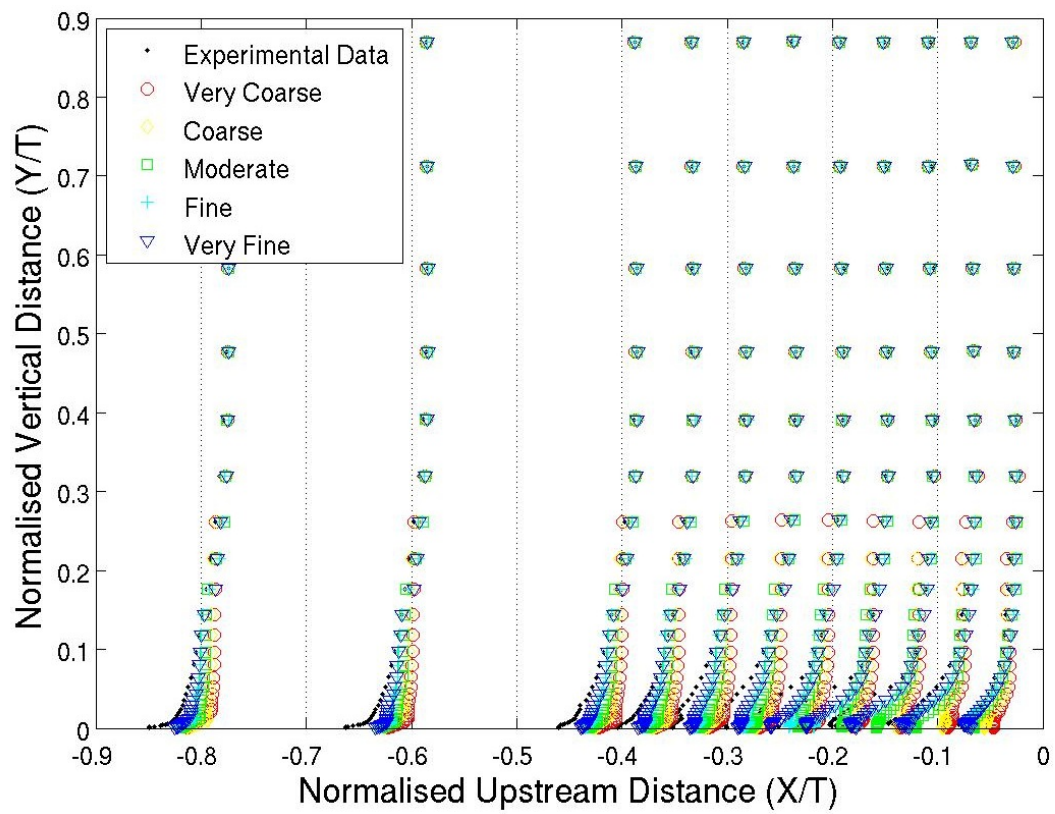 0.9
0.8
0.7
0.6
0.5
0.4
0.3
0.2
0.1
0
Normalised Vertical Distance (Y/T)
Experimental Data
Very Coarse
Coarse
Moderate
Fine
Very Fine
-0.9 -0.8 -0.7 -0.6 -0.5 -0.4 -0.3 -0.2 -0.1 0
Normalised Upstream Distance (X/T)